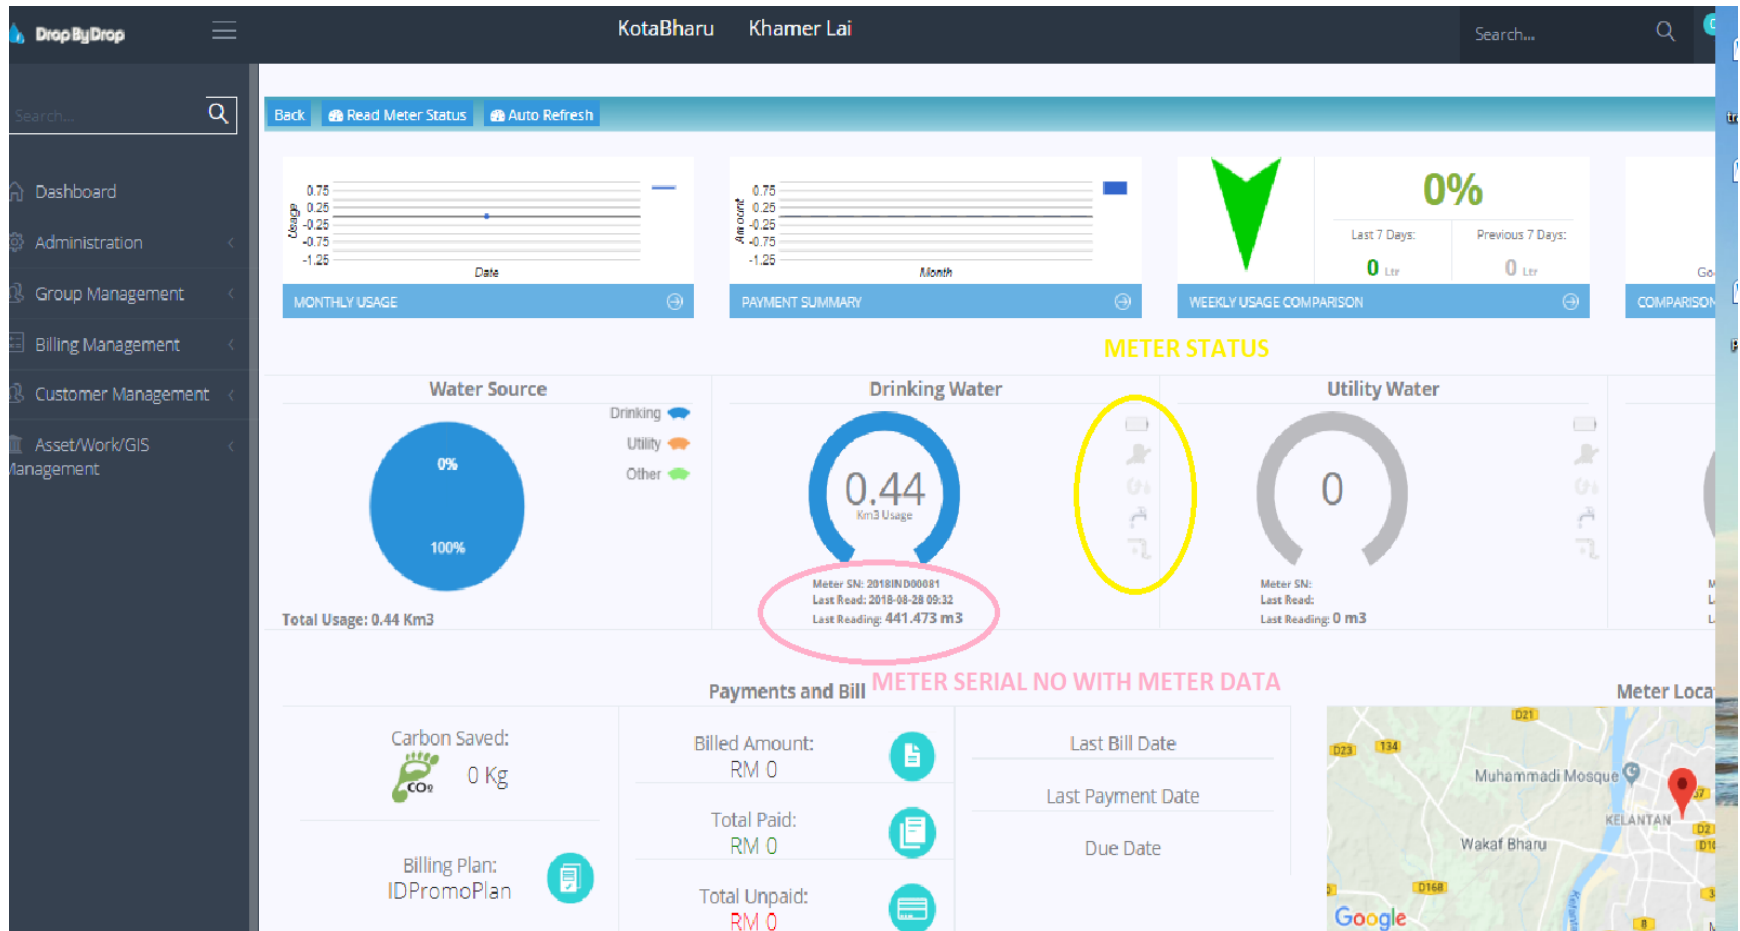 DropByDrop
KotaBharu Khamer Lai
Search...
Search...
Back Read Meter Status Auto Refresh
Dashboard
Administration
Group Management
Billing Management
Customer Management
Asset/Work/GIS
Management
0.75
0.25
-0.25
-0.75
-1.25
Usage
Date
MONTHLY USAGE
0.75
0.25
-0.25
-0.75
-1.25
Amount
Month
PAYMENT SUMMARY
0%
Last 7 Days: Previous 7 Days:
0 Ltr 0 Ltr
WEEKLY USAGE COMPARISON
COMPARISON
METER STATUS
Water Source
Drinking
Utility
Other
0%
100%
Total Usage: 0.44 Km3
Drinking Water
0.44
Km3 Usage
Meter SN: 2018IND00081
Last Read: 2018-08-28 09:32
Last Reading: 441.473 m3
Utility Water
0
Meter SN:
Last Read:
Last Reading: 0 m3
METER SERIAL NO WITH METER DATA
Payments and Bill
Carbon Saved:
CO2
0 Kg
Billing Plan:
IDPromoPlan
Billed Amount:
RM 0
Total Paid:
RM 0
Total Unpaid:
RM 0
Last Bill Date
Last Payment Date
Due Date
Meter Loca
D21
D23 134
Muhammadi Mosque
57
KELANTAN
D2
Wakaf Bharu
D168
3
Google
8